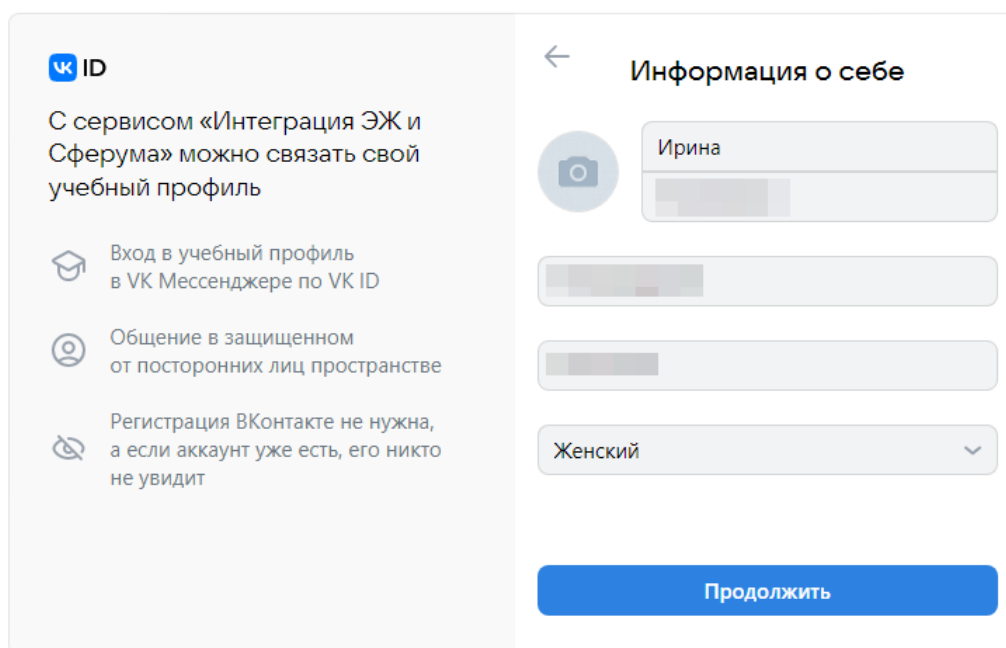 VK ID
С сервисом «Интеграция ЭЖ и
Сферума» можно связать свой
учебный профиль
Вход в учебный профиль
в VK Мессенджере по VK ID
Общение в защищенном
от посторонних лиц пространстве
Регистрация ВКонтакте не нужна,
а если аккаунт уже есть, его никто
не увидит
Информация о себе
Ирина
Женский
Продолжить